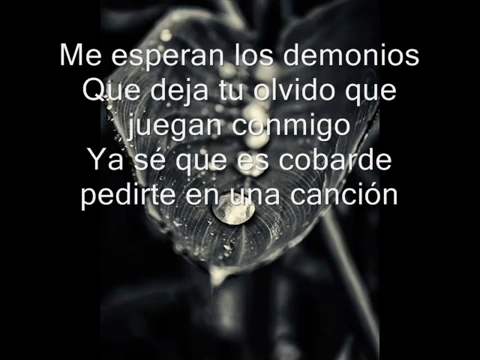 Me esperan los demonios
Que deja tu olvido que
juegan conmigo
Ya sé que es cobarde
pedirte en una canción